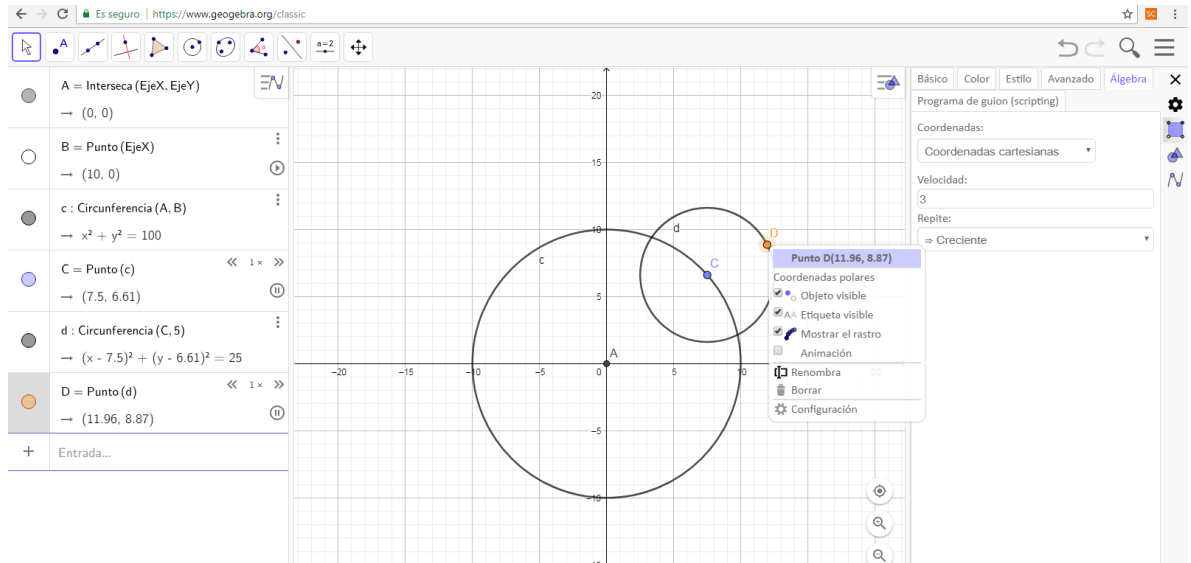 Es seguro | https://www.geogebra.org/classic
SC
A
a=2
A = Interseca (EjeX, EjeY)
→ (0, 0)
B = Punto (EjeX)
→ (10, 0)
c : Circunferencia (A, B)
→ x² + y² = 100
C = Punto (c)
1 ×
→ (7.5, 6.61)
d : Circunferencia (C, 5)
→ (x - 7.5)² + (y - 6.61)² = 25
D = Punto (d)
1 ×
→ (11.96, 8.87)
+ Entrada...
20
15
10
5
−20 −15 −10 −5 0 5 10 20
−5
−10
c
d
D
C
A
Punto D(11.96, 8.87)
Coordenadas polares
Objeto visible
AA Etiqueta visible
Mostrar el rastro
Animación
Renombra
Borrar
Configuración
Básico Color Estilo Avanzado Álgebra
Programa de guion (scripting)
Coordenadas:
Coordenadas cartesianas
Velocidad:
3
Repite:
⇒ Creciente